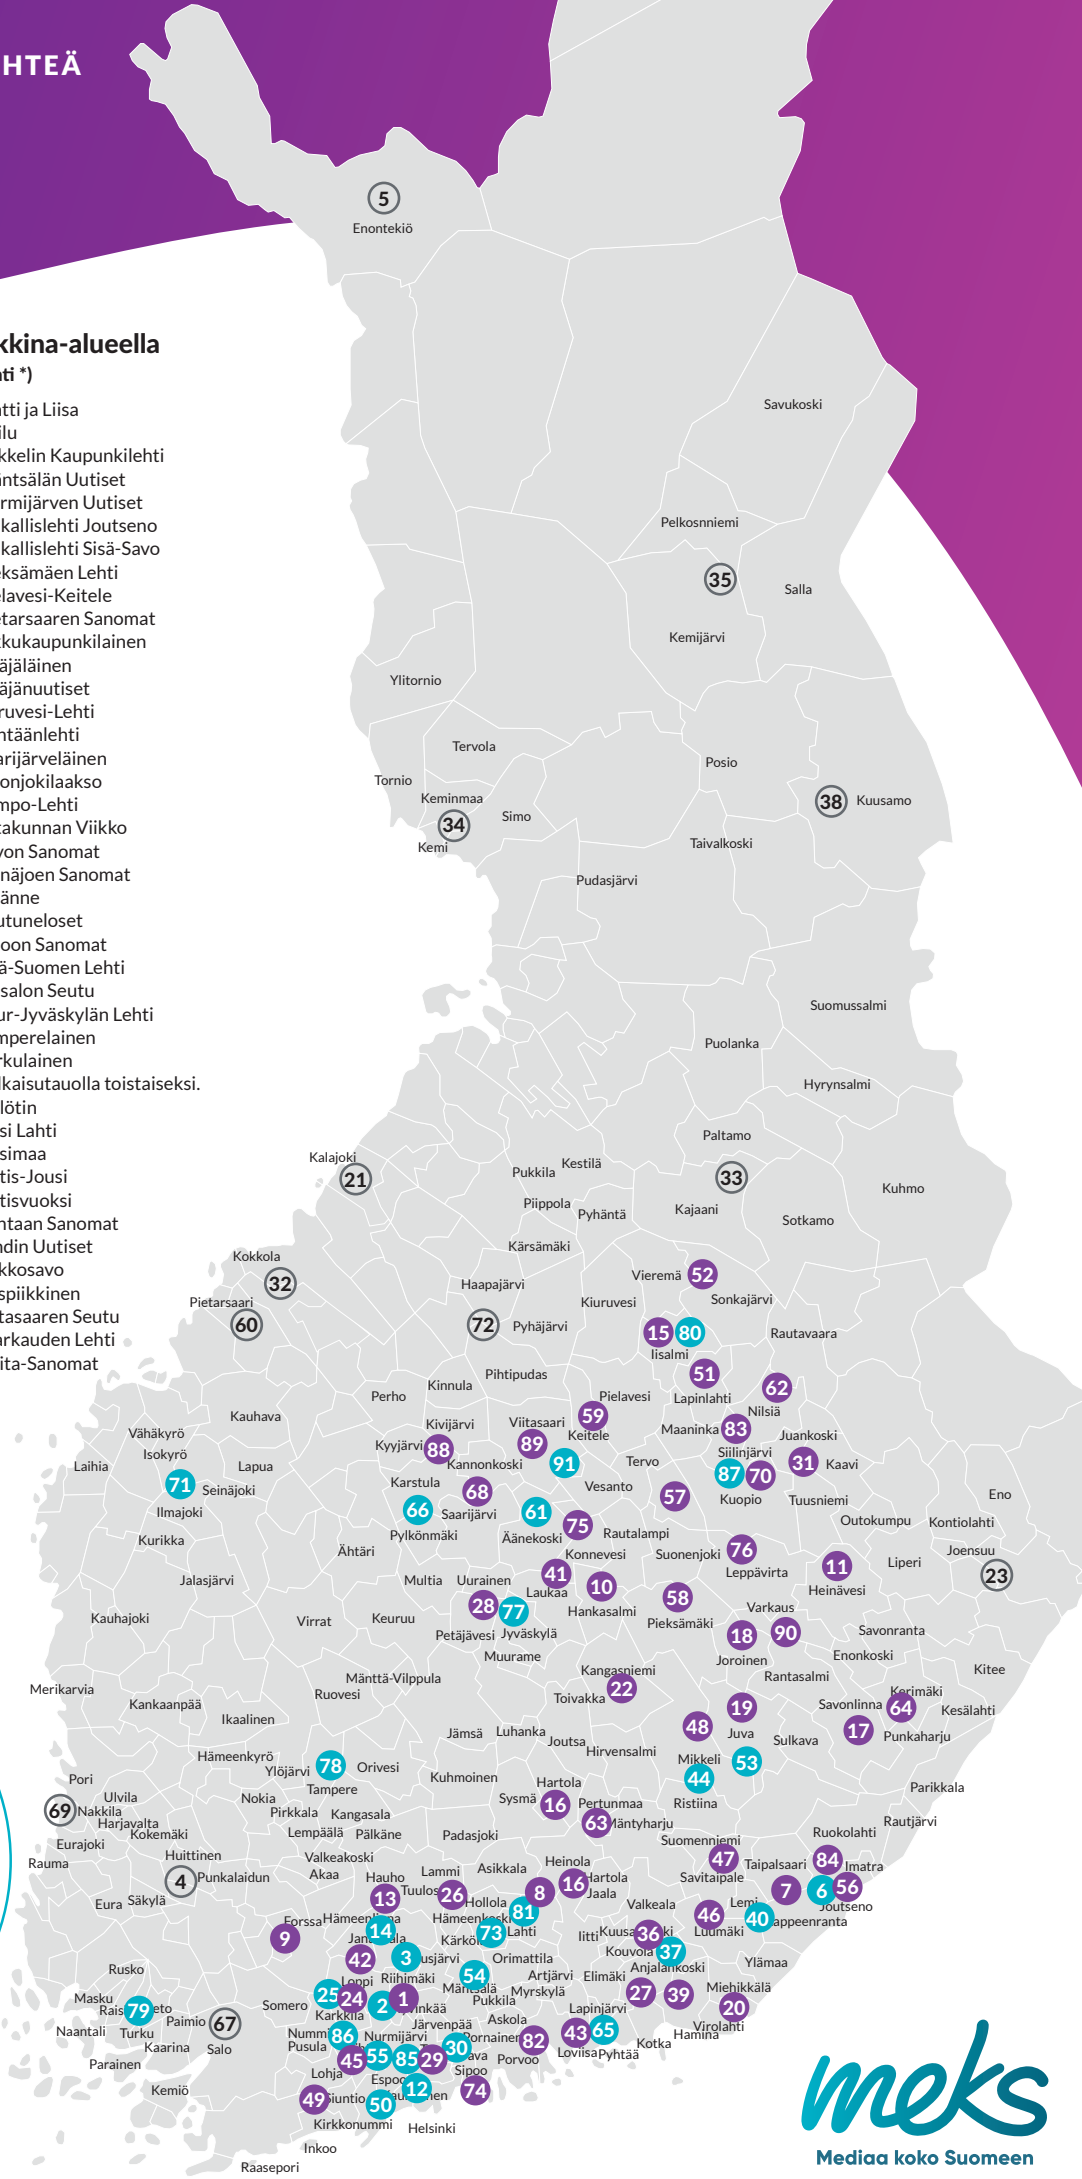 HTEÄ
kkina-alueella
ti *)
tti ja Liisa
ilu
kkelin Kaupunkilehti
intsälän Uutiset
rmijärven Uutiset
kallislehti Joutseno
kallislehti Sisä-Savo
eksämäen Lehti
elavesi-Keitele
etarsaaren Sanomat
kkukaupunkilainen
äjäläinen
äjänuutiset
ruvesi-Lehti
ntäänlehti
arijärveläinen
onjokilaakso
mpo-Lehti
takunnan Viikko
von Sanomat
näjoen Sanomat
änne
utuneloset
oon Sanomat
ä-Suomen Lehti
salon Seutu
ur-Jyväskylän Lehti
mperelainen
rkulainen
lkaisutauolla toistaiseksi.
lötin
si Lahti
simaa
tis-Jousi
tisvuoksi
ntaan Sanomat
hdin Uutiset
kkosavo
spiikkinen
tasaaren Seutu
arkauden Lehti
ita-Sanomat
5
Enontekiö
Savukoski
Pelkosnniemi
35
Salla
Kemijärvi
Ylitornio
Tervola
Posio
Tornio
Keminmaa
38 Kuusamo
Simo
34
Kemi
Taivalkoski
Pudasjärvi
Suomussalmi
Puolanka
Hyrynsalmi
Paltamo
Kalajoki
21
Pukkila
Kestilä
33
Kuhmo
Piippola
Pyhäntä
Kajaani
Sotkamo
Kärsämäki
Kokkola
32
Haapajärvi
Vieremä 52
Pietarsaari
60
Kiuruvesi
Sonkajärvi
72 Pyhäjärvi
15 80
Iisalmi
Rautavaara
Pihtipudas
51
Lapinlahti
62
Nilsiä
Perho
Kinnula
Pielavesi
59
Keitele
Kauhava
Vähäkyrö
Kivijärvi
Viitasaari
Maaninka 83
Juankoski
Isokyrö
Kyyjärvi 88
89
Siilinjärvi
Laihia
Lapua
Kannonkoski
91
Tervo
87 70
31 Kaavi
71 Seinäjoki
Karstula
68
Vesanto
57
Kuopio
Tuusniemi
Eno
Ilmajoki
66
Saarijärvi
61
75
Outokumpu
Kontiolahti
Kurikka
Pylkönmäki
Äänekoski
Rautalampi
Ähtäri
Konnevesi
Suonenjoki 76
Joensuu
23
Leppävirta
11
Liperi
Heinävesi
Jalasjärvi
Multia
Uurainen
41
Laukaa
10
Hankasalmi
58
Pieksämäki
Kauhajoki
Virrat
Keuruu
28 77
Petäjävesi
Jyväskylä
Varkaus
18 90
Savonranta
Muurame
Joroinen
Enonkoski
Merikarvia
Mänttä-Vilppula
Kangasniemi
Rantasalmi
Kitee
Kankaanpää
Ruovesi
Toivakka 22
Kerimäki
Ikaalinen
19
Juva
Savonlinna
64
Kesälahti
48
17
Punkaharju
Jämsä
Luhanka
Joutsa
Sulkava
Hirvensalmi
Hämeenkyrö
Ylöjärvi 78
Orivesi
Mikkeli 53
44
Ristiina
Kuhmoinen
Parikkala
Pori
Tampere
Hartola
Ulvila
Nokia
Sysmä 16
Pertunmaa
69 Nakkila
Pirkkala
Kangasala
63
Mäntyharju
Rautjärvi
Harjavalta
Kokemäki
Lempäälä
Pälkäne
Padasjoki
Ruokolahti
Eurajoki
Suomenniemi
Rauma
Huittinen
Valkeakoski
47
Taipalsaari
84 Imatra
4 Punkalaidun
Akaa
Lammi
Asikkala
Heinola
Savitaipale
Hauho
16
Hartola
7
6 56
Eura
Säkylä
13
Tuulos
26
8
Jaala
Joutseno
Hollola
81
Valkeala
Lemi
Forssa
14
73
Lahti
46
40
Luumäki
9
Iitti
36
42
3
Orimattila
Kouvola 37
Rusko
Loppi
Riihimäki
54
Anjalankoski
Ylämaa
Artjärvi
Elimäki
Masku
25 24
2 1
Myrskylä
27 39
Miehikkälä
79
Somero
Karkkila
Pukkila
Lapinjärvi
20
Naantali
Turku
Paimio 67
Järvenpää
Askola
Virolahti
Kaarina
Salo
86
Nurmijärvi
82
43 65
Hamina
Parainen
Pusula
45 55 85 29 30
Sipoo
Porvoo
Loviisa
Pyhtää
Kotka
Lohja
Kemiö
49
12
74
50
Kirkkonummi
Helsinki
Inkoo
Raasepori
meks
Mediaa koko Suomeen